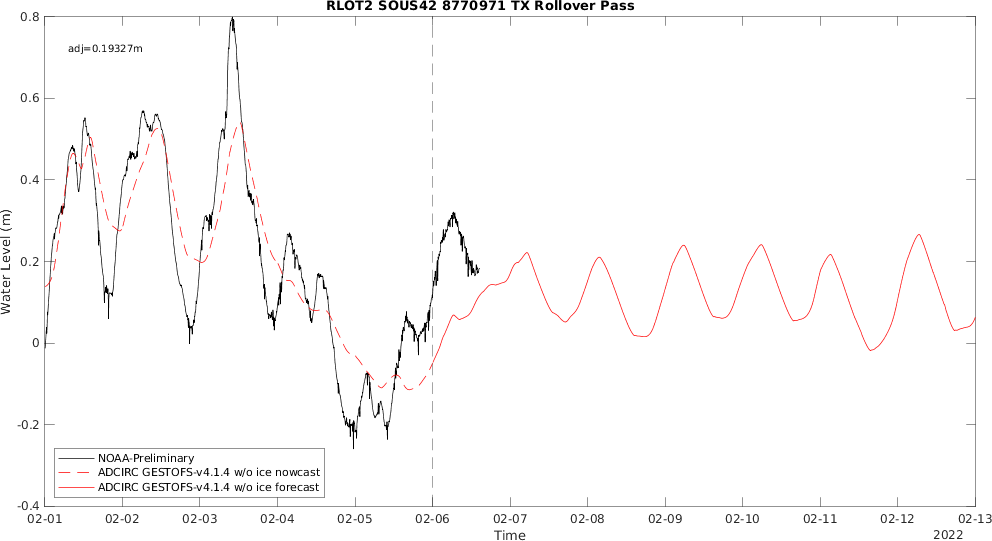 RLOT2 SOUS42 8770971 TX Rollover Pass
adj=0.19327m
0.8
0.6
0.4
0.2
0
-0.2
-0.4
Water Level (m)
NOAA-Preliminary
ADCIRC GESTOFS-v4.1.4 w/o ice nowcast
ADCIRC GESTOFS-v4.1.4 w/o ice forecast
02-01 02-02 02-03 02-04 02-05 02-06 02-07 02-08 02-09 02-10 02-11 02-12 02-13
Time
2022